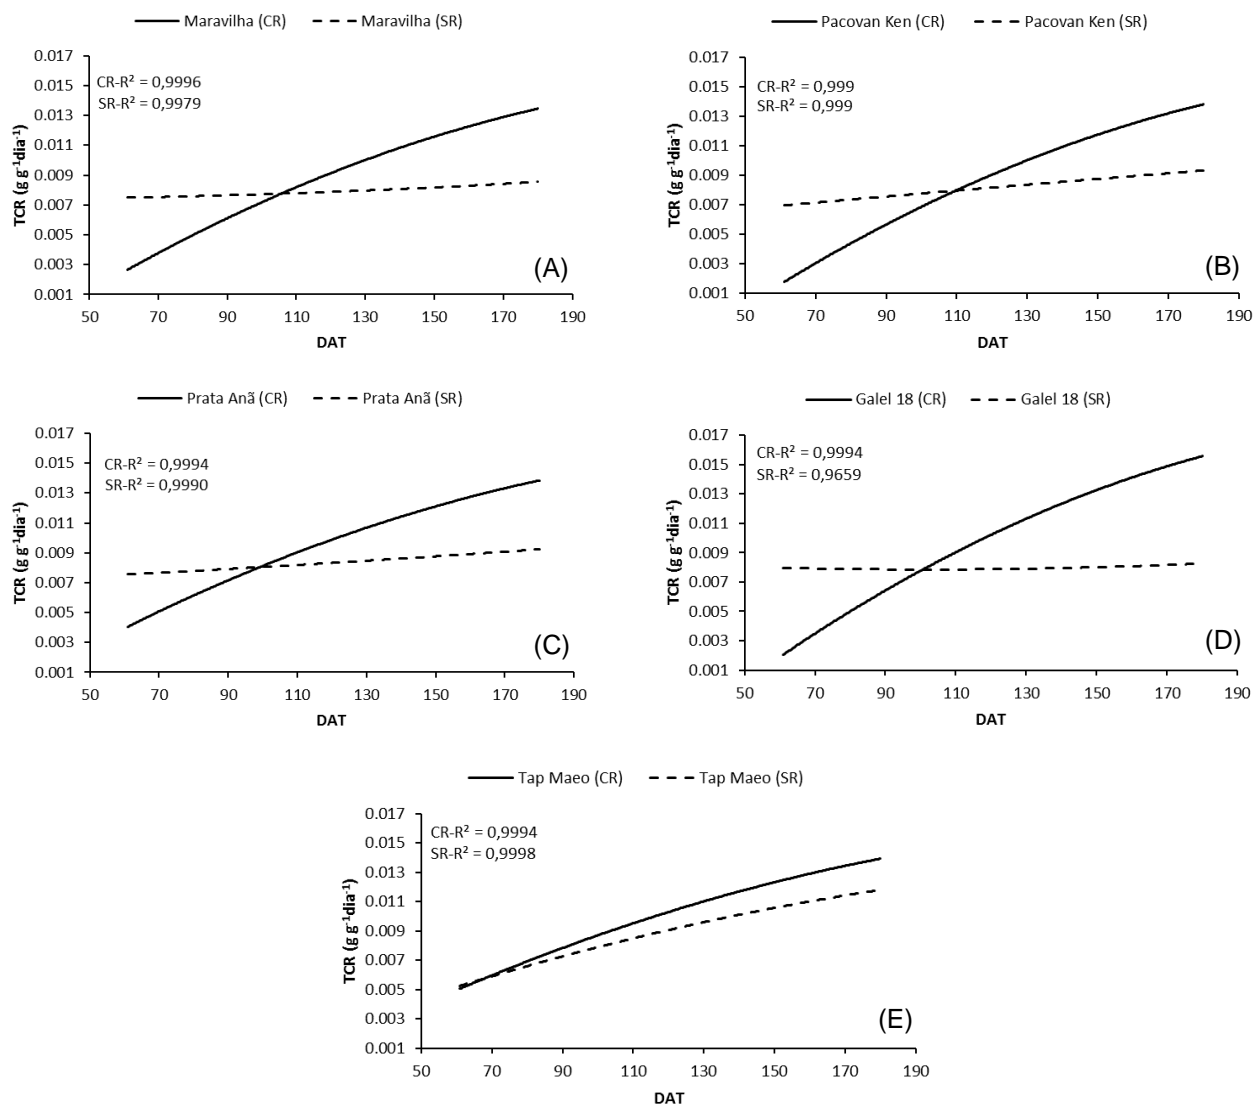 Maravilha (CR) Maravilha (SR)
0.017
0.015
0.013
0.011
0.009
0.007
0.005
0.003
0.001
TCR (g g⁻¹dia⁻¹)
CR-R² = 0,9996
SR-R² = 0,9979
(A)
50 70 90 110 130 150 170 190
DAT
Pacovan Ken (CR) Pacovan Ken (SR)
0.017
0.015
0.013
0.011
0.009
0.007
0.005
0.003
0.001
TCR (g g⁻¹dia⁻¹)
CR-R² = 0,999
SR-R² = 0,999
(B)
50 70 90 110 130 150 170 190
DAT
Prata Anã (CR) Prata Anã (SR)
0.017
0.015
0.013
0.011
0.009
0.007
0.005
0.003
0.001
TCR (g g⁻¹dia⁻¹)
CR-R² = 0,9994
SR-R² = 0,9990
(C)
50 70 90 110 130 150 170 190
DAT
Galel 18 (CR) Galel 18 (SR)
0.017
0.015
0.013
0.011
0.009
0.007
0.005
0.003
0.001
TCR (g g⁻¹dia⁻¹)
CR-R² = 0,9994
SR-R² = 0,9659
(D)
50 70 90 110 130 150 170 190
DAT
Tap Maeo (CR) Tap Maeo (SR)
0.017
0.015
0.013
0.011
0.009
0.007
0.005
0.003
0.001
TCR (g g⁻¹dia⁻¹)
CR-R² = 0,9994
SR-R² = 0,9998
(E)
50 70 90 110 130 150 170 190
DAT